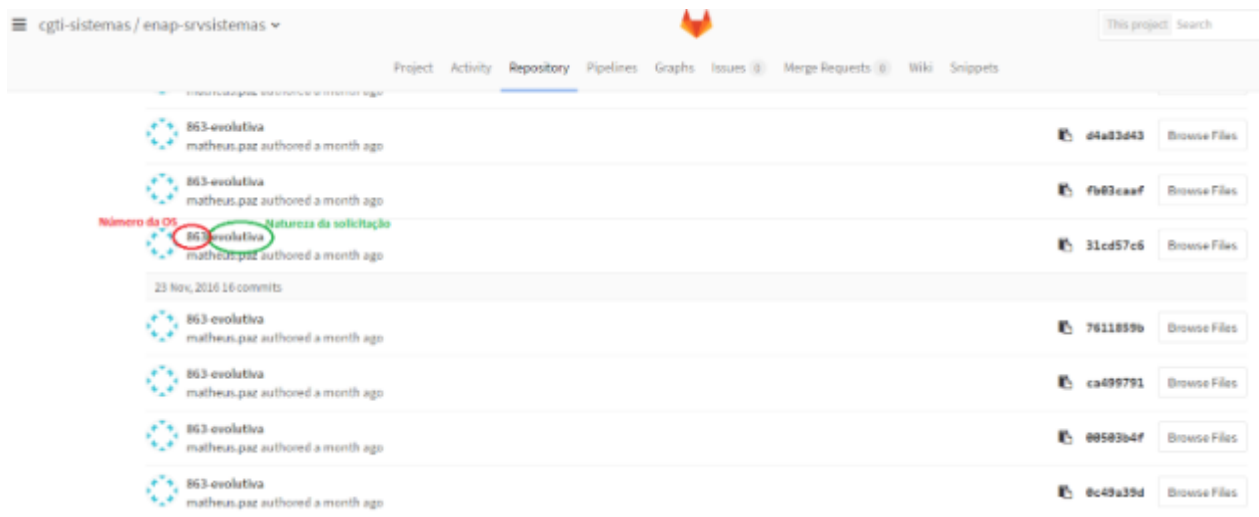 cgti-sistemas / enap-srvsistemas
This project Search
Project Activity Repository Pipelines Graphs Issues 0 Merge Requests 0 Wiki Snippets
matheus.paz authored a month ago
863-evolutiva
matheus.paz authored a month ago
d4a83d43 Browse Files
863-evolutiva
matheus.paz authored a month ago
fb03caaf Browse Files
Número da OS Natureza da solicitação
863-evolutiva
matheus.paz authored a month ago
31cd57c6 Browse Files
23 Nov, 2016 16 commits
863-evolutiva
matheus.paz authored a month ago
7611859b Browse Files
863-evolutiva
matheus.paz authored a month ago
ca499791 Browse Files
863-evolutiva
matheus.paz authored a month ago
00503b4f Browse Files
863-evolutiva
matheus.paz authored a month ago
0c49a39d Browse Files